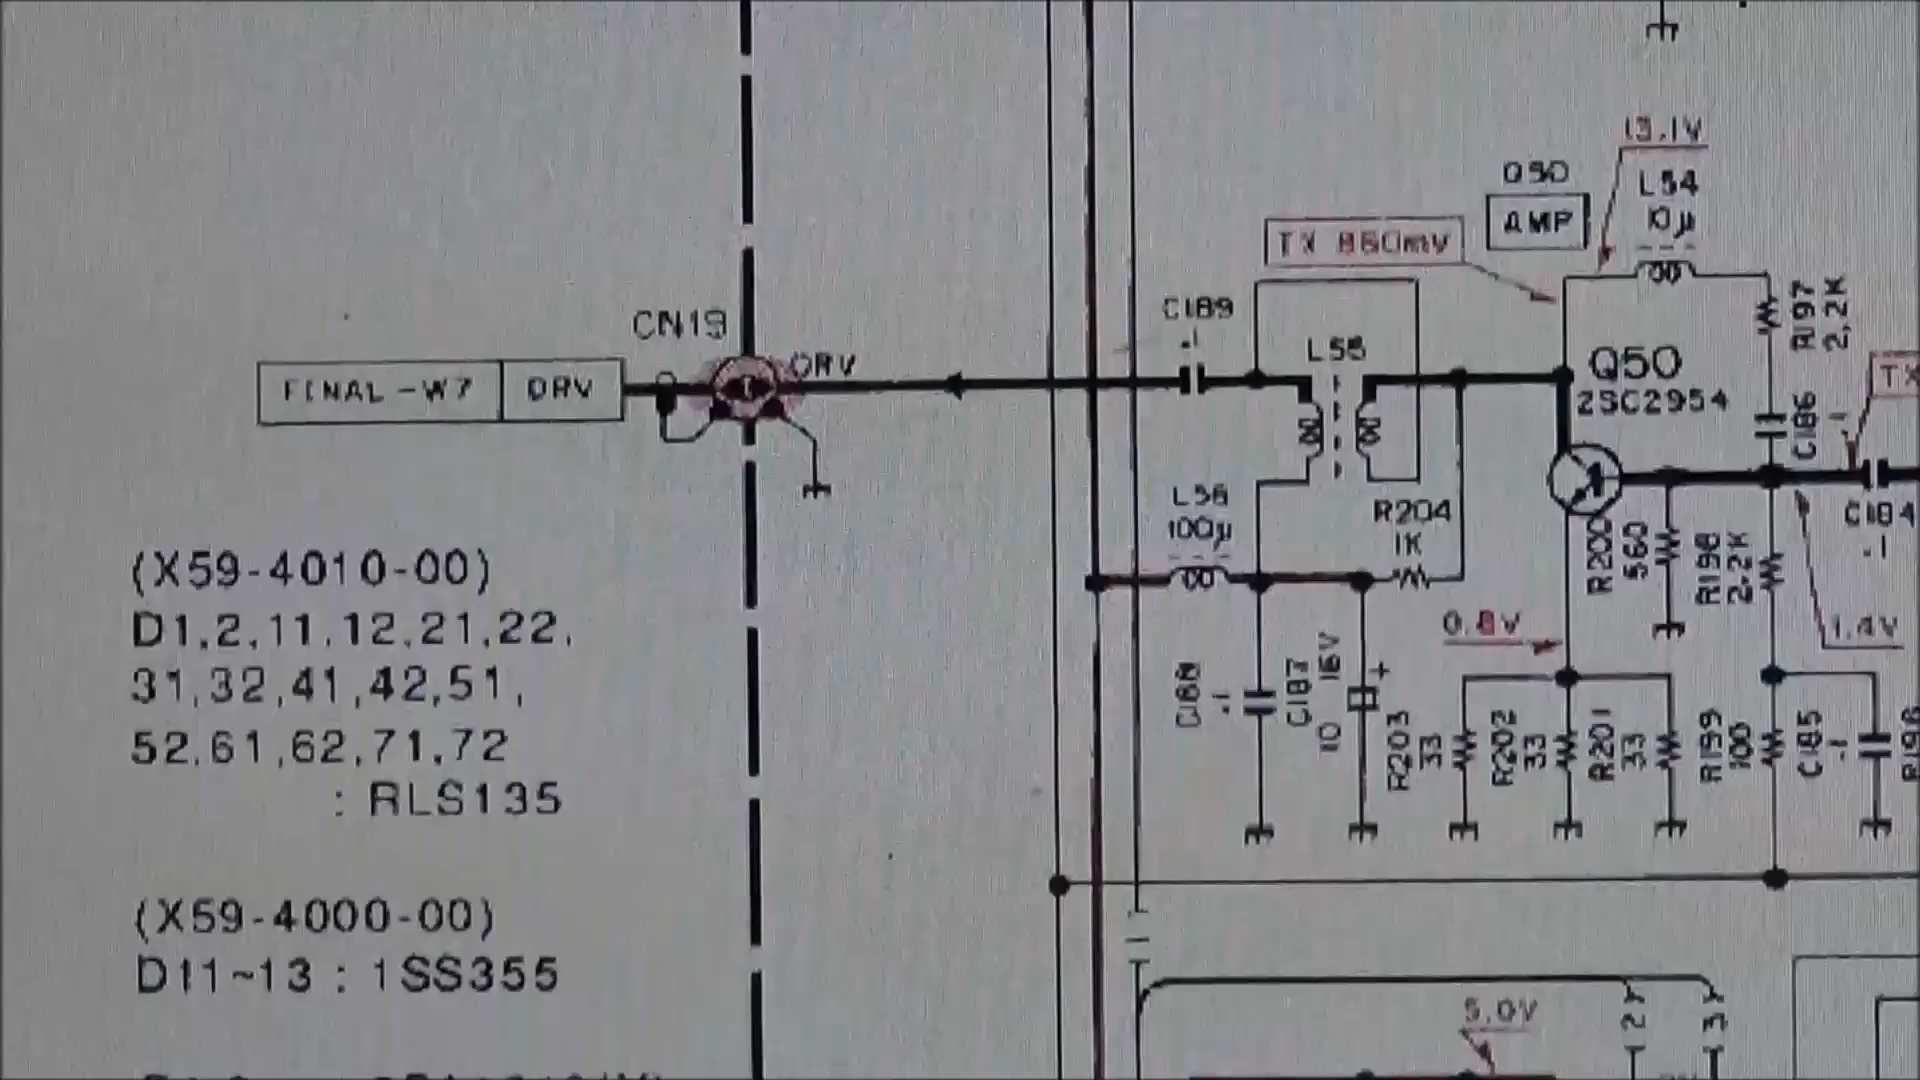 13.1V
Q50
AMP
L54
10μ
TX 860mV
R197
2.2K
C189
.1
L55
CN19
DRV
FINAL-W7 DRV
Q50
2SC2954
C186
.1
TX
C184
.1
L56
100μ
R204
1K
R200
560
R198
2.2K
1.4V
0.8V
(X59-4010-00)
D1,2,11,12,21,22,
31,32,41,42,51,
52,61,62,71,72
: RLS135
C188
.1
C187
10 16V
+
R203
33
R202
33
R201
33
R199
100
C185
.1
(X59-4000-00)
D11~13 : 1SS355
11
5.0V
2
3